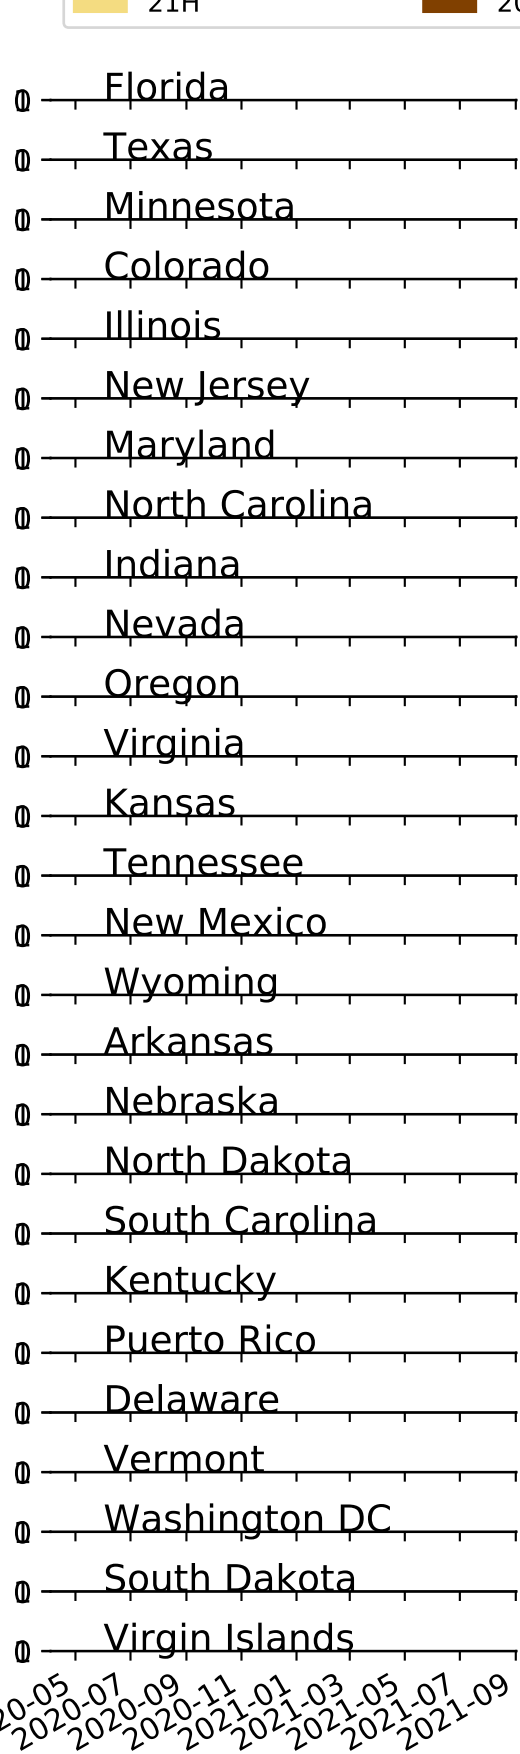 21H
Florida
Texas
Minnesota
Colorado
Illinois
New Jersey
Maryland
North Carolina
Indiana
Nevada
Oregon
Virginia
Kansas
Tennessee
New Mexico
Wyoming
Arkansas
Nebraska
North Dakota
South Carolina
Kentucky
Puerto Rico
Delaware
Vermont
Washington DC
South Dakota
Virgin Islands
20-05 2020-07 2020-09 2020-11 2021-01 2021-03 2021-05 2021-07 2021-09